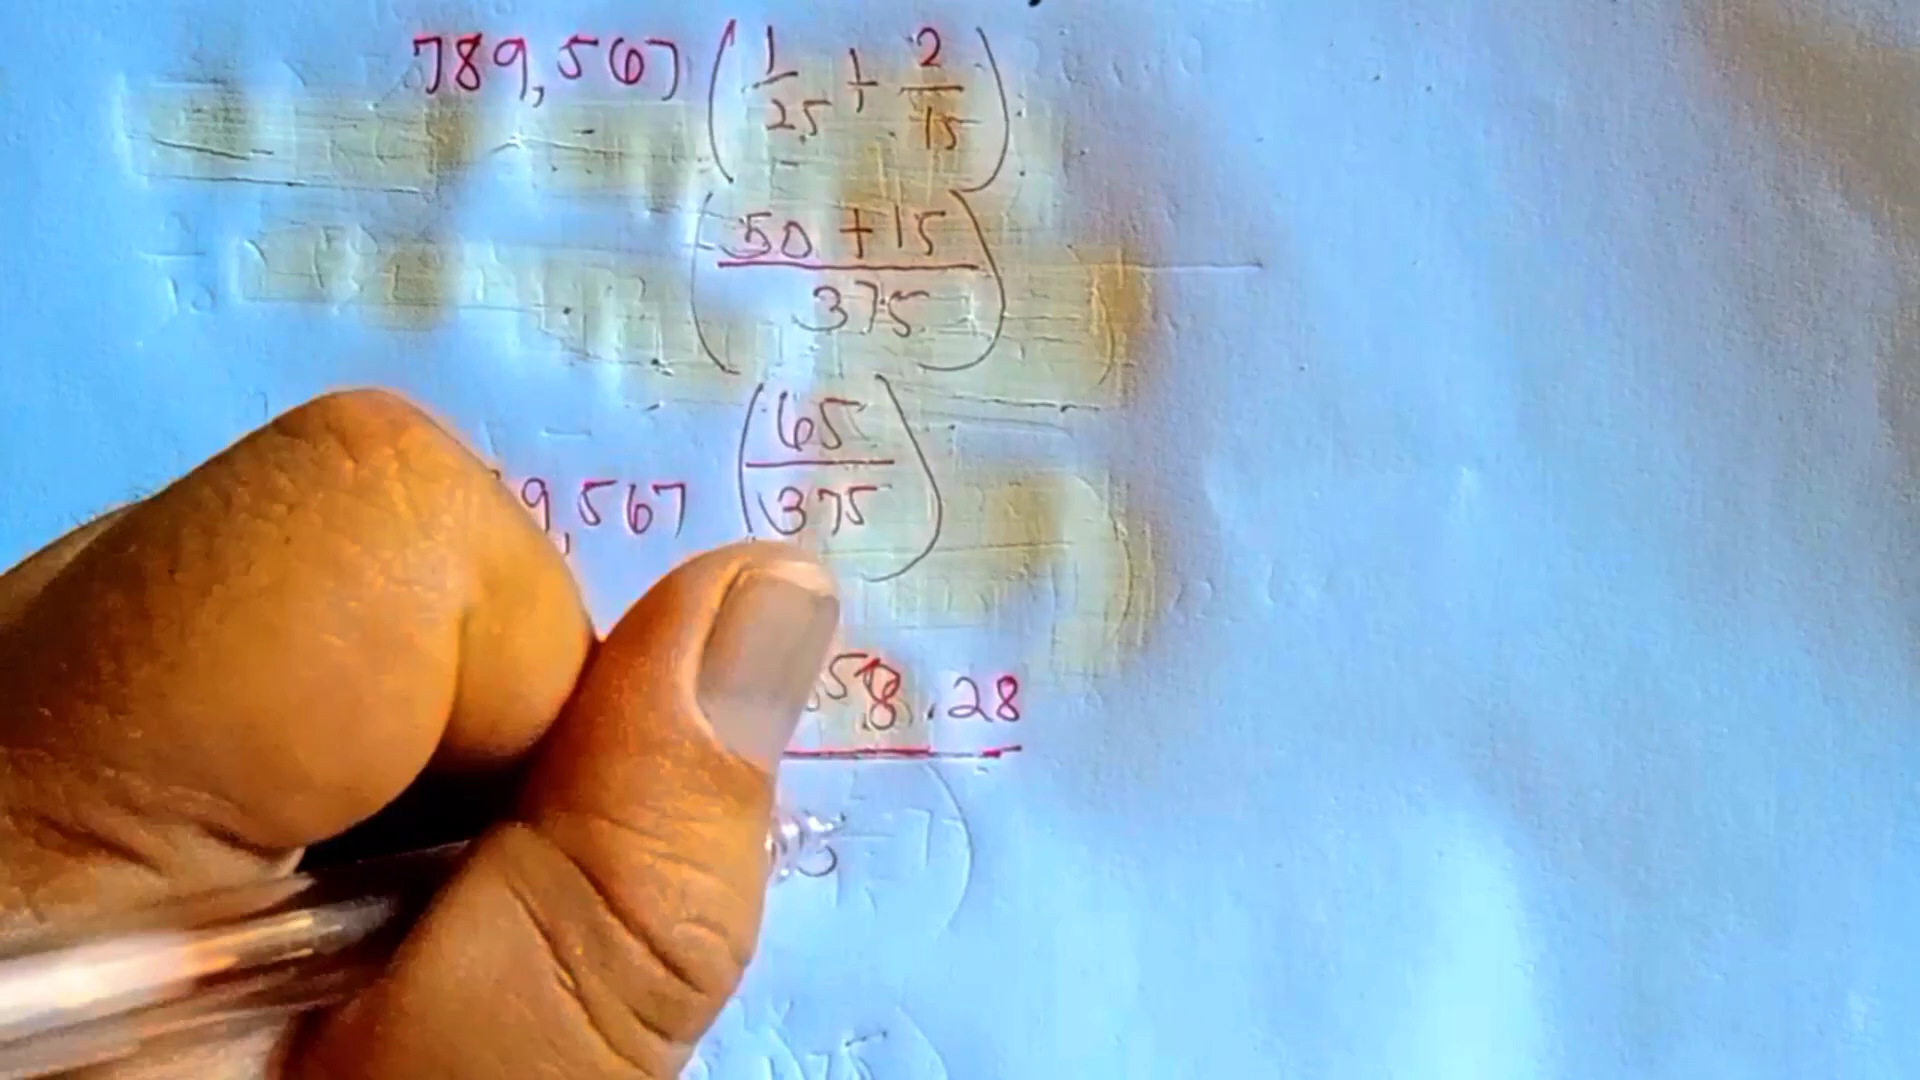 789,567 ( 1/25 + 2/15 )
( 50 + 15 / 375 )
9,567 ( 65 / 375 )
58.28